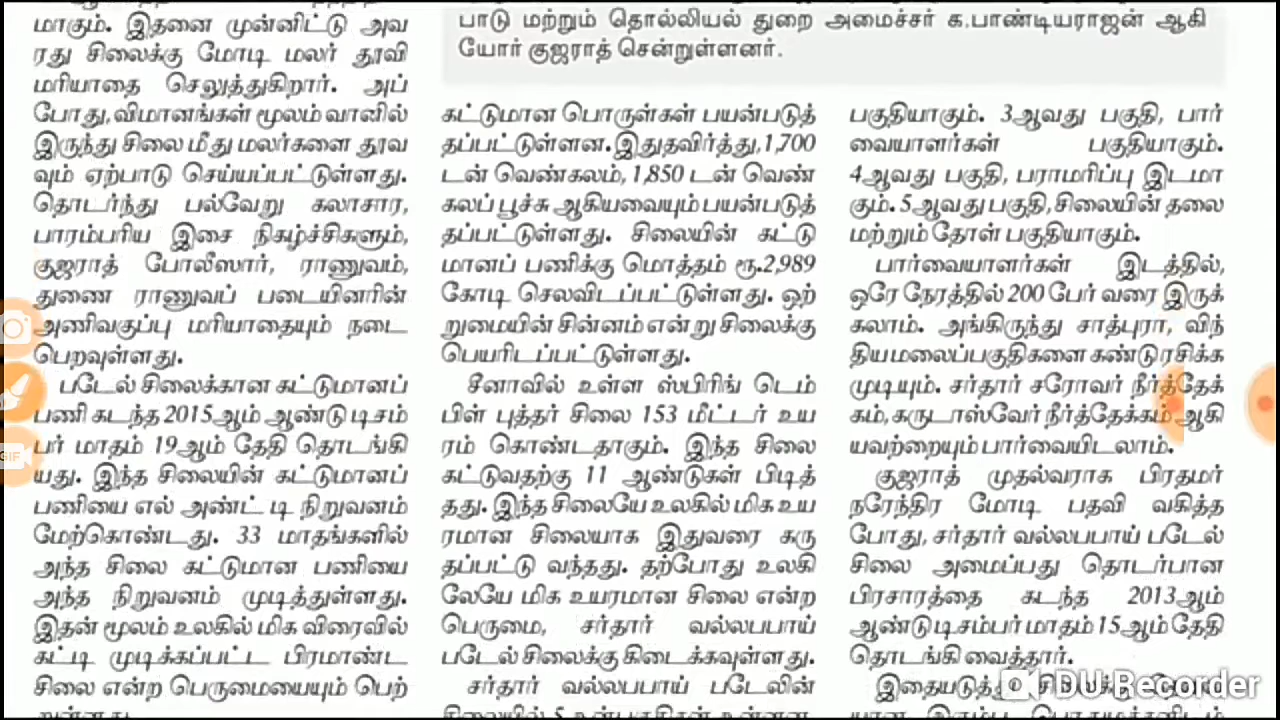 மாகும். இதனை முன்னிட்டு அவ
ரது சிலைக்கு மோடி மலர் தூவி
மரியாதை செலுத்துகிறார். அப்
போது, விமானங்கள் மூலம் வானில்
இருந்து சிலை மீது மலர்களை தூவ
வும் ஏற்பாடு செய்யப்பட்டுள்ளது.
தொடர்ந்து பல்வேறு கலாசார,
பாரம்பரிய இசை நிகழ்ச்சிகளும்,
குஜராத் போலீஸார், ராணுவம்,
துணை ராணுவப் படையினரின்
அணிவகுப்பு மரியாதையும் நடை
பெறவுள்ளது.
படேல் சிலைக்கான கட்டுமானப்
பணி கடந்த 2015ஆம் ஆண்டு டிசம்
பர் மாதம் 19ஆம் தேதி தொடங்கி
யது. இந்த சிலையின் கட்டுமானப்
பணியை எல் அண்ட் டி நிறுவனம்
மேற்கொண்டது. 33 மாதங்களில்
அந்த சிலை கட்டுமான பணியை
அந்த நிறுவனம் முடித்துள்ளது.
இதன் மூலம் உலகில் மிக விரைவில்
கட்டி முடிக்கப்பட்ட பிரமாண்ட
சிலை என்ற பெருமையையும் பெற்
றுள்ளது.
பாடு மற்றும் தொல்லியல் துறை அமைச்சர் க.பாண்டியராஜன் ஆகி
யோர் குஜராத் சென்றுள்ளனர்.
கட்டுமான பொருள்கள் பயன்படுத்
தப்பட்டுள்ளன. இதுதவிர்த்து, 1,700
டன் வெண்கலம், 1,850 டன் வெண்
கலப் பூச்சு ஆகியவையும் பயன்படுத்
தப்பட்டுள்ளது. சிலையின் கட்டு
மானப் பணிக்கு மொத்தம் ரூ.2,989
கோடி செலவிடப்பட்டுள்ளது. ஒற்
றுமையின் சின்னம் என்று சிலைக்கு
பெயரிடப்பட்டுள்ளது.
சீனாவில் உள்ள ஸ்பிரிங் டெம்
பிள் புத்தர் சிலை 153 மீட்டர் உய
ரம் கொண்டதாகும். இந்த சிலை
கட்டுவதற்கு 11 ஆண்டுகள் பிடித்
தது. இந்த சிலையே உலகில் மிக உய
ரமான சிலையாக இதுவரை கரு
தப்பட்டு வந்தது. தற்போது உலகி
லேயே மிக உயரமான சிலை என்ற
பெருமை, சர்தார் வல்லபபாய்
படேல் சிலைக்கு கிடைக்கவுள்ளது.
சர்தார் வல்லபபாய் படேலின்
சிலையில் 5 உள்பகுதிகள் உள்ளன.
பகுதியாகும். 3ஆவது பகுதி, பார்
வையாளர்கள் பகுதியாகும்.
4ஆவது பகுதி, பராமரிப்பு இடமா
கும். 5ஆவது பகுதி, சிலையின் தலை
மற்றும் தோள் பகுதியாகும்.
பார்வையாளர்கள் இடத்தில்,
ஒரே நேரத்தில் 200 பேர் வரை இருக்
கலாம். அங்கிருந்து சாத்புரா, விந்
திய மலைப்பகுதிகளை கண்டு ரசிக்க
முடியும். சர்தார் சரோவர் நீர்த்தேக்
கம், கருடாஸ்வேர் நீர்த்தேக்கம் ஆகி
யவற்றையும் பார்வையிடலாம்.
குஜராத் முதல்வராக பிரதமர்
நரேந்திர மோடி பதவி வகித்த
போது, சர்தார் வல்லபபாய் படேல்
சிலை அமைப்பது தொடர்பான
பிரசாரத்தை கடந்த 2013ஆம்
ஆண்டு டிசம்பர் மாதம் 15ஆம் தேதி
தொடங்கி வைத்தார்.
இதையடுத்து
DU Recorder
GIF